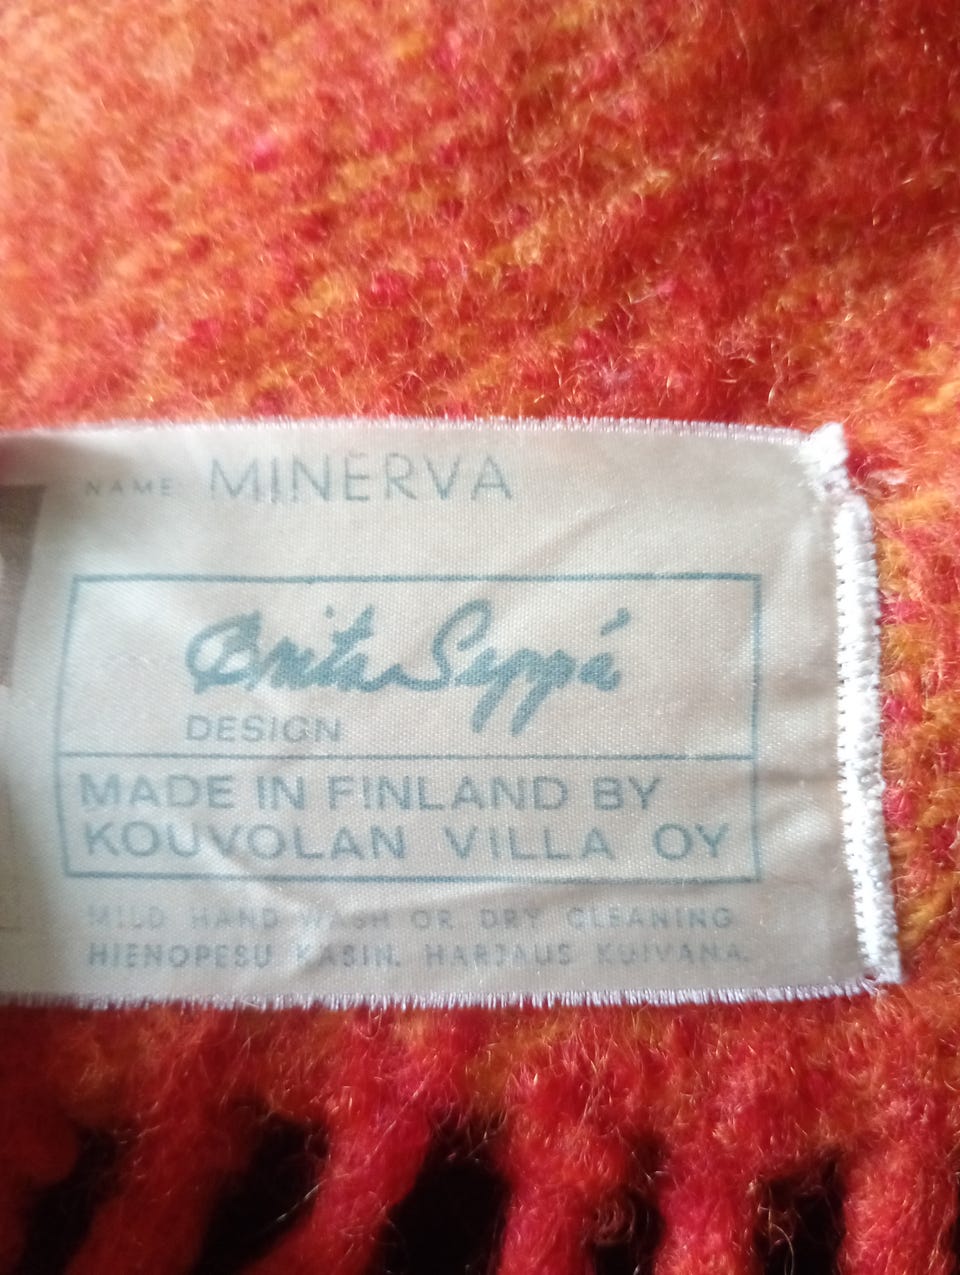 NAME MINERVA
Brita Seppä
DESIGN
MADE IN FINLAND BY
KOUVOLAN VILLA OY
MILD HAND WASH OR DRY CLEANING
HIENOPESU KÄSIN. HARJAUS KUIVANA.